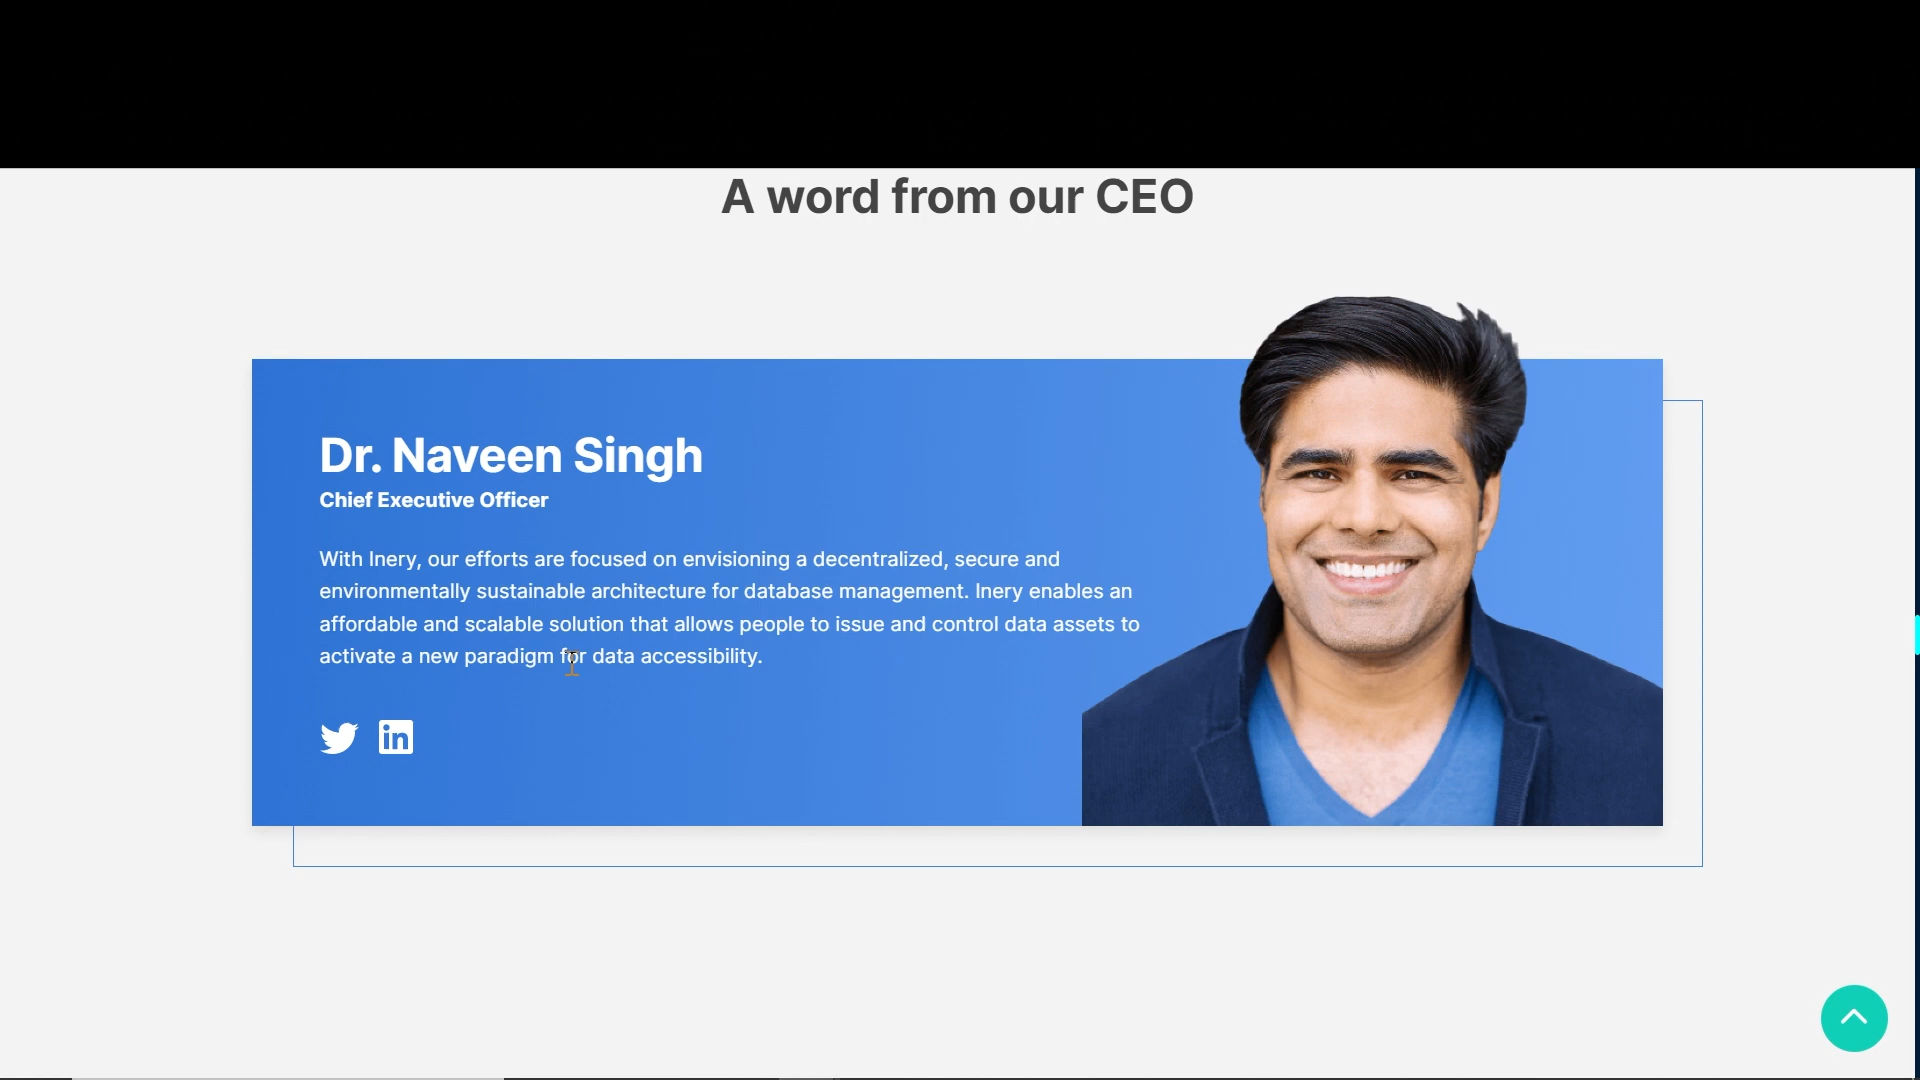 A word from our CEO
Dr. Naveen Singh
Chief Executive Officer
With Inery, our efforts are focused on envisioning a decentralized, secure and
environmentally sustainable architecture for database management. Inery enables an
affordable and scalable solution that allows people to issue and control data assets to
activate a new paradigm for data accessibility.
in